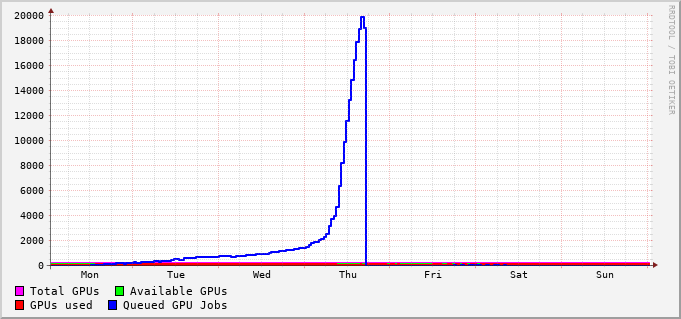 RRDTOOL / TOBI OETIKER
20000
18000
16000
14000
12000
10000
8000
6000
4000
2000
0
Mon Tue Wed Thu Fri Sat Sun
Total GPUs Available GPUs
GPUs used Queued GPU Jobs